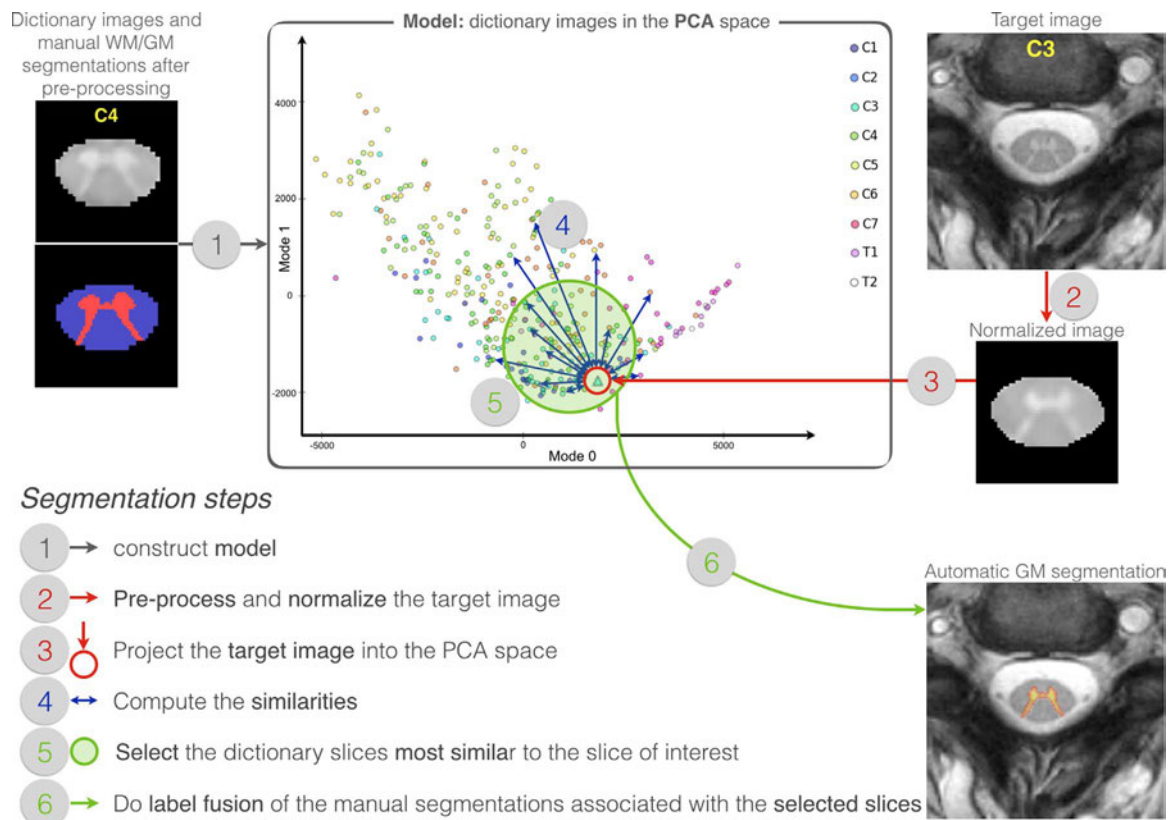 Dictionary images and
manual WM/GM
segmentations after
pre-processing
C4
1
Model: dictionary images in the PCA space
Mode 1
4000
2000
0
-2000
-5000
0
5000
Mode 0
C1
C2
C3
C4
C5
C6
C7
T1
T2
4
5
Target image
C3
2
Normalized image
3
6
Automatic GM segmentation
Segmentation steps
1 construct model
2 Pre-process and normalize the target image
3 Project the target image into the PCA space
4 Compute the similarities
5 Select the dictionary slices most similar to the slice of interest
6 Do label fusion of the manual segmentations associated with the selected slices